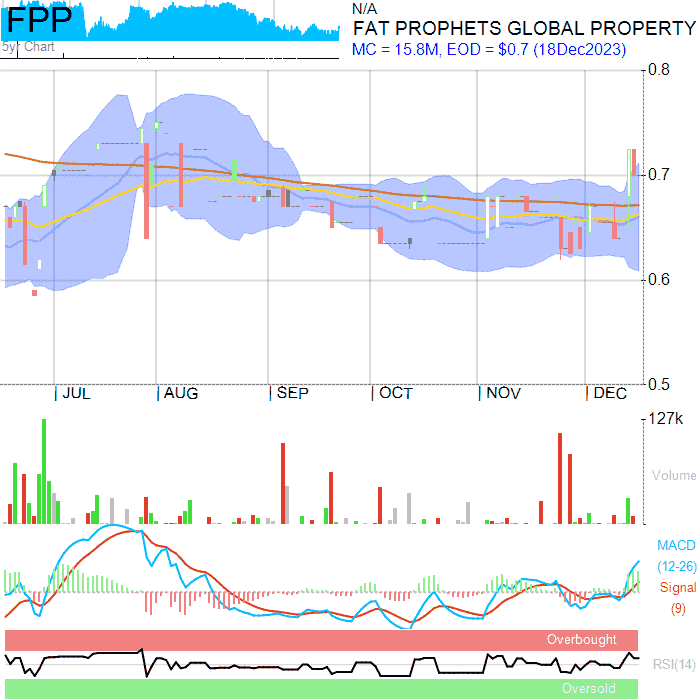 FPP
5yr Chart
N/A
FAT PROPHETS GLOBAL PROPERTY
MC = 15.8M, EOD = $0.7 (18Dec2023)
0.8
0.7
0.6
0.5
JUL AUG SEP OCT NOV DEC
127k
Volume
MACD
(12-26)
Signal
(9)
Overbought
RSI(14)
Oversold